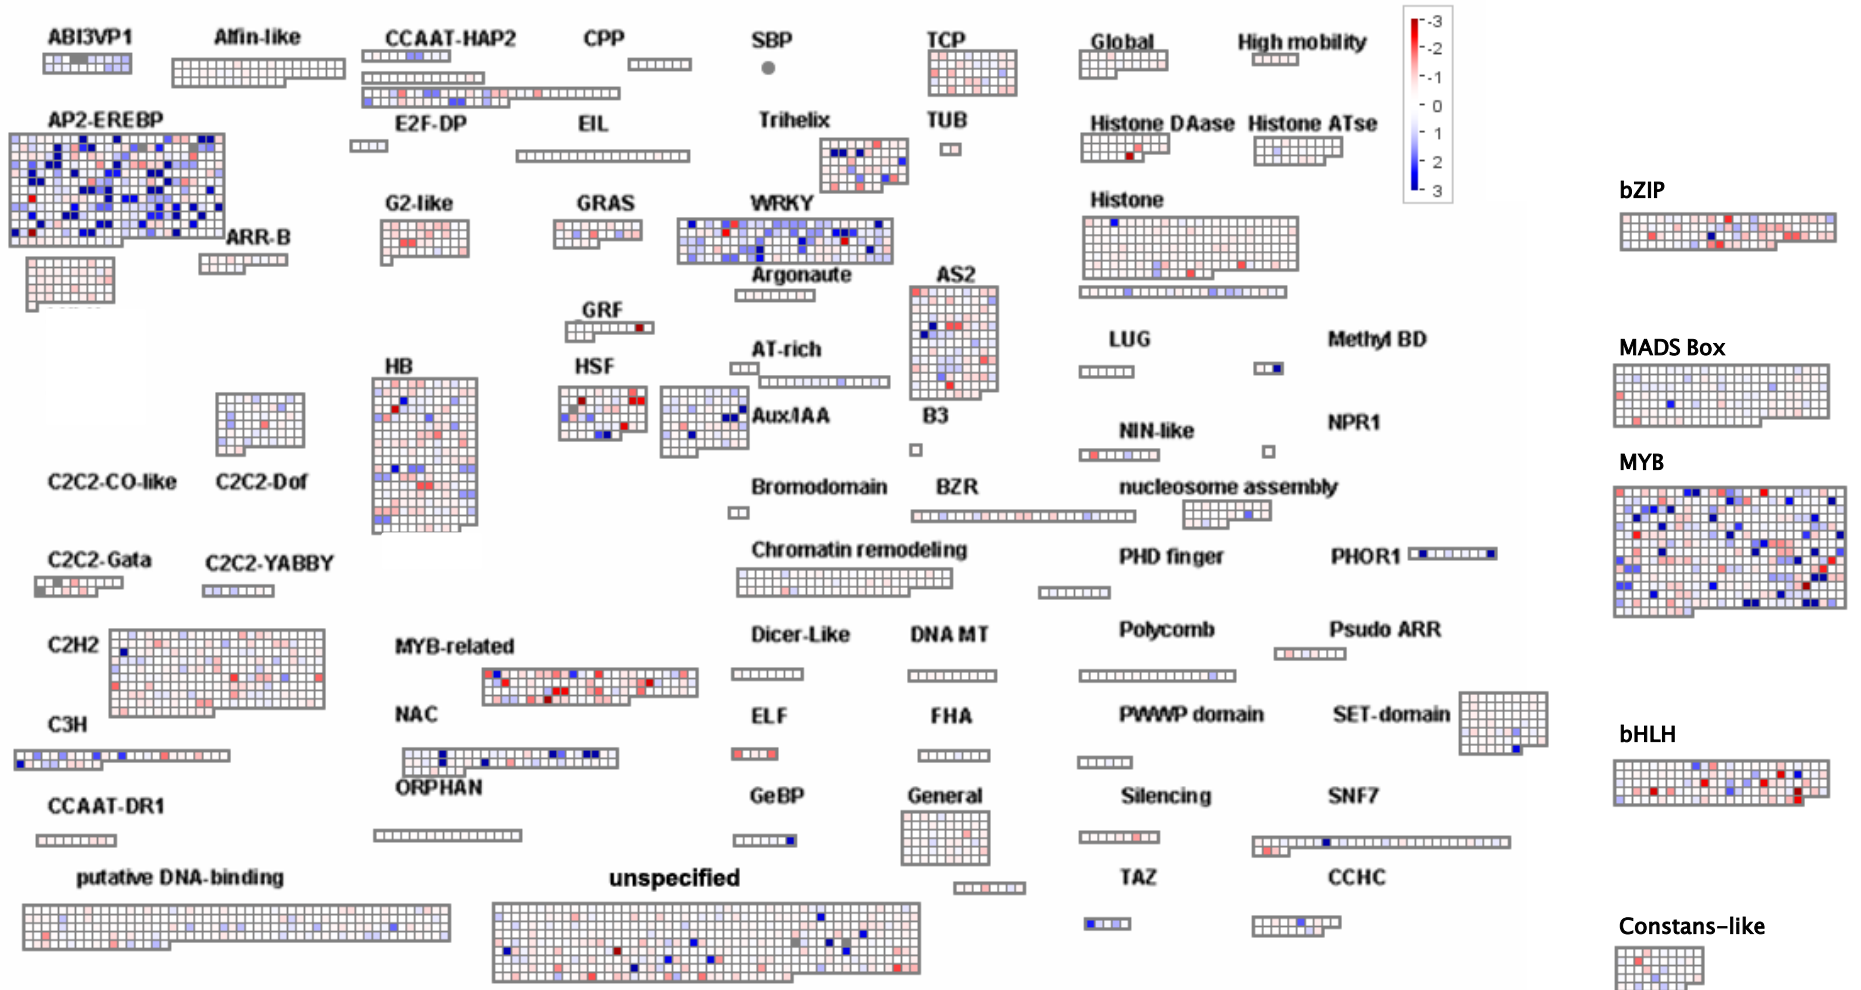 ABI3VP1
Alfin-like
CCAAT-HAP2
CPP
SBP
TCP
Global
High mobility
-3
-2
-1
0
1
2
3
AP2-EREBP
E2F-DP
EIL
Trihelix
TUB
Histone DAase
Histone ATse
ARR-B
G2-like
GRAS
WRKY
Histone
bZIP
Argonaute
AS2
GRF
AT-rich
LUG
Methyl BD
MADS Box
HB
HSF
Aux/IAA
B3
NIN-like
NPR1
MYB
C2C2-CO-like
C2C2-Dof
Bromodomain
BZR
nucleosome assembly
C2C2-Gata
C2C2-YABBY
Chromatin remodeling
PHD finger
PHOR1
C2H2
MYB-related
Dicer-Like
DNA MT
Polycomb
Psudo ARR
C3H
NAC
ELF
FHA
PWWP domain
SET-domain
bHLH
CCAAT-DR1
ORPHAN
GeBP
General
Silencing
SNF7
putative DNA-binding
unspecified
TAZ
CCHC
Constans-like